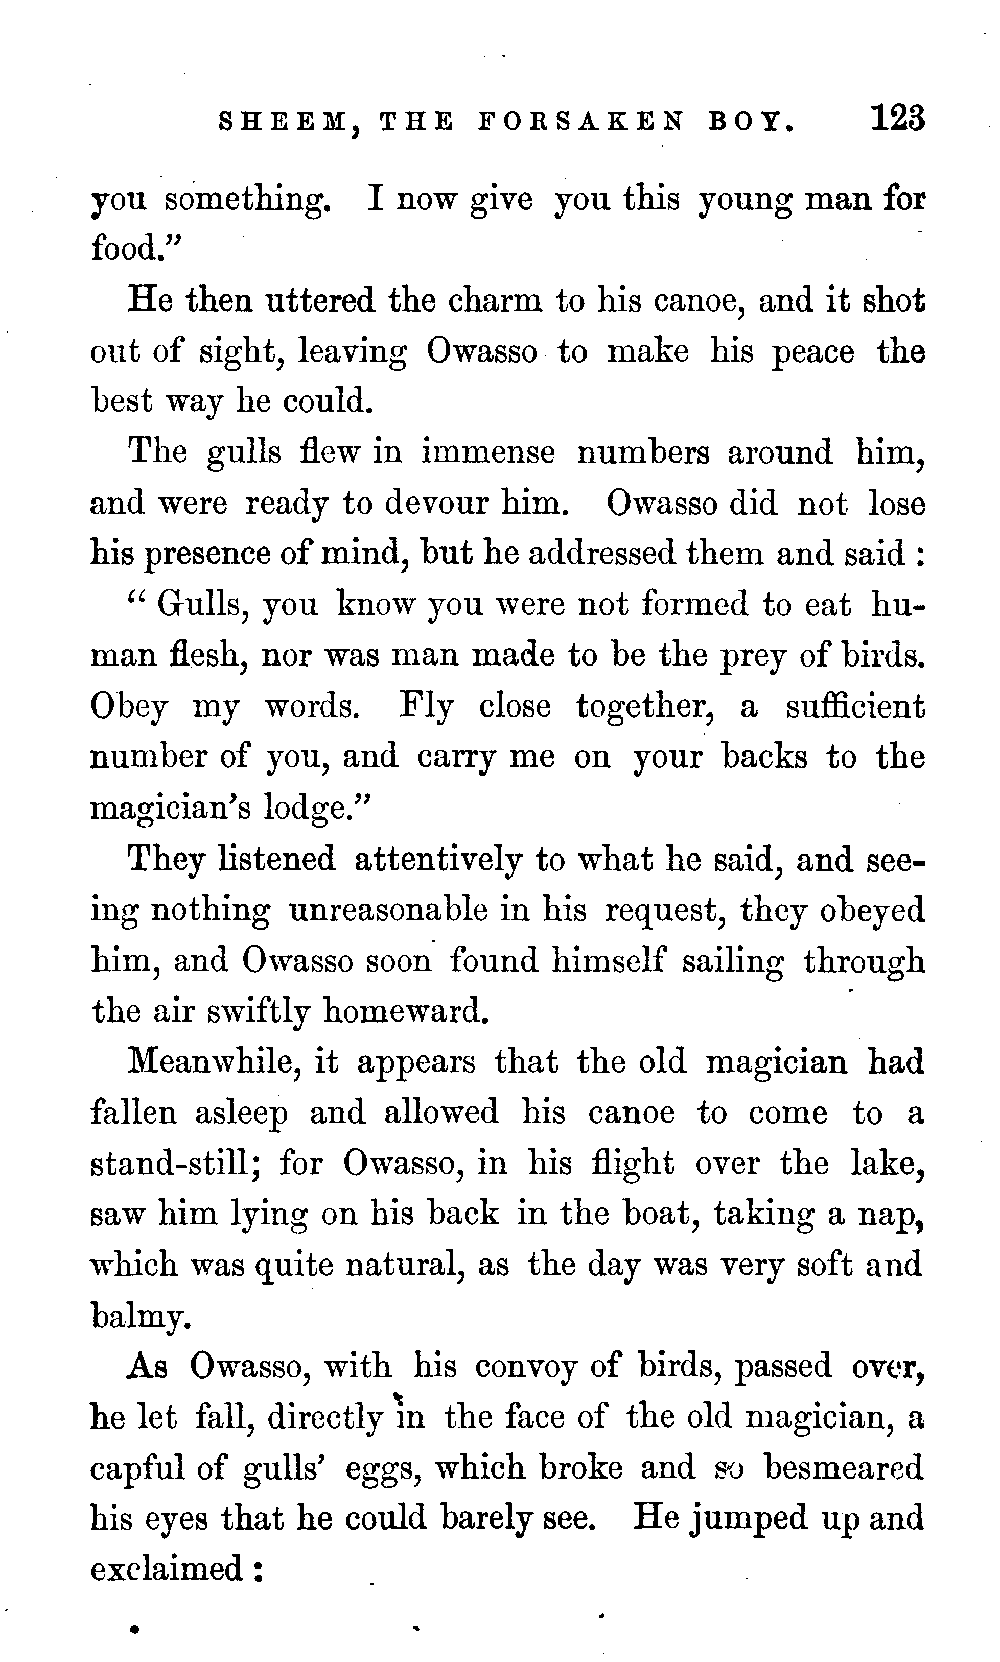 SHEEM, THE FORSAKEN BOY. 123
you something. I now give you this young man for
food."
He then uttered the charm to his canoe, and it shot
out of sight, leaving Owasso to make his peace the
best way he could.
The gulls flew in immense numbers around him,
and were ready to devour him. Owasso did not lose
his presence of mind, but he addressed them and said :
" Gulls, you know you were not formed to eat hu-
man flesh, nor was man made to be the prey of birds.
Obey my words. Fly close together, a sufficient
number of you, and carry me on your backs to the
magician's lodge."
They listened attentively to what he said, and see-
ing nothing unreasonable in his request, they obeyed
him, and Owasso soon found himself sailing through
the air swiftly homeward.
Meanwhile, it appears that the old magician had
fallen asleep and allowed his canoe to come to a
stand-still; for Owasso, in his flight over the lake,
saw him lying on his back in the boat, taking a nap,
which was quite natural, as the day was very soft and
balmy.
As Owasso, with his convoy of birds, passed over,
he let fall, directly in the face of the old magician, a
capful of gulls' eggs, which broke and so besmeared
his eyes that he could barely see. He jumped up and
exclaimed :